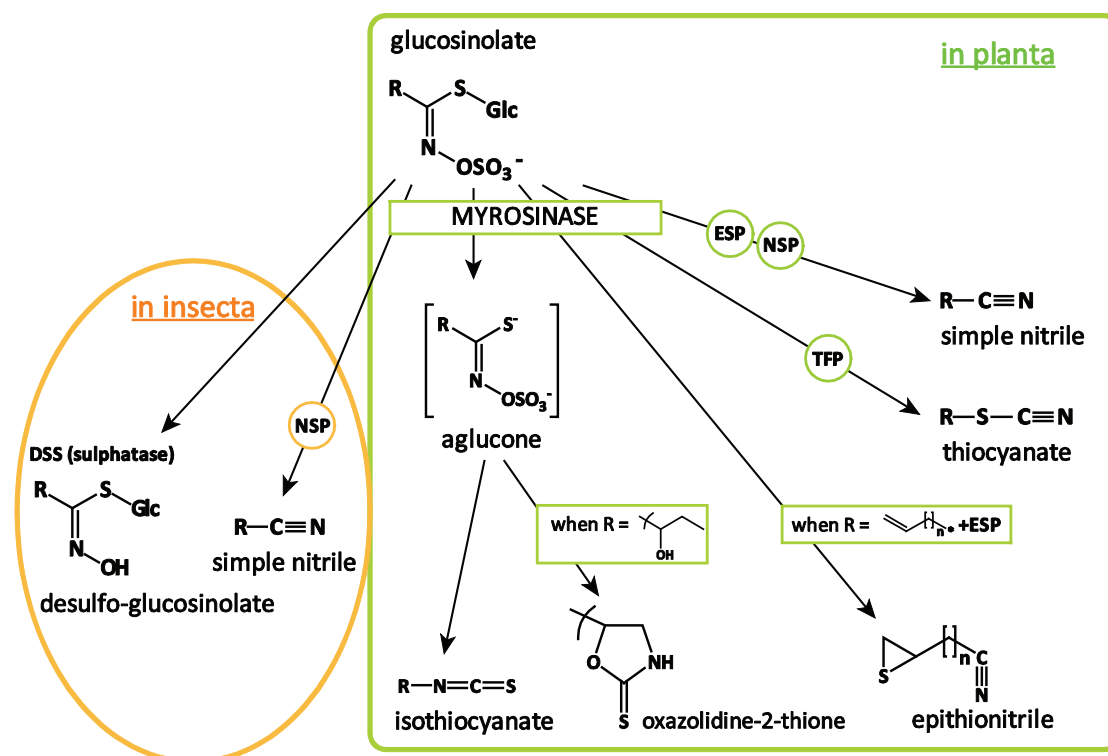 glucosinolate
in planta
R
S
Glc
N
OSO3-
MYROSINASE
ESP
NSP
R—C≡N
simple nitrile
TFP
R—S—C≡N
thiocyanate
in insecta
NSP
DSS (sulphatase)
R
S
Glc
N
OH
desulfo-glucosinolate
R—C≡N
simple nitrile
R
S-
N
OSO3-
aglucone
when R =
OH
when R = n* +ESP
R—N=C=S
isothiocyanate
O
NH
S
oxazolidine-2-thione
S
n
C
N
epithionitrile